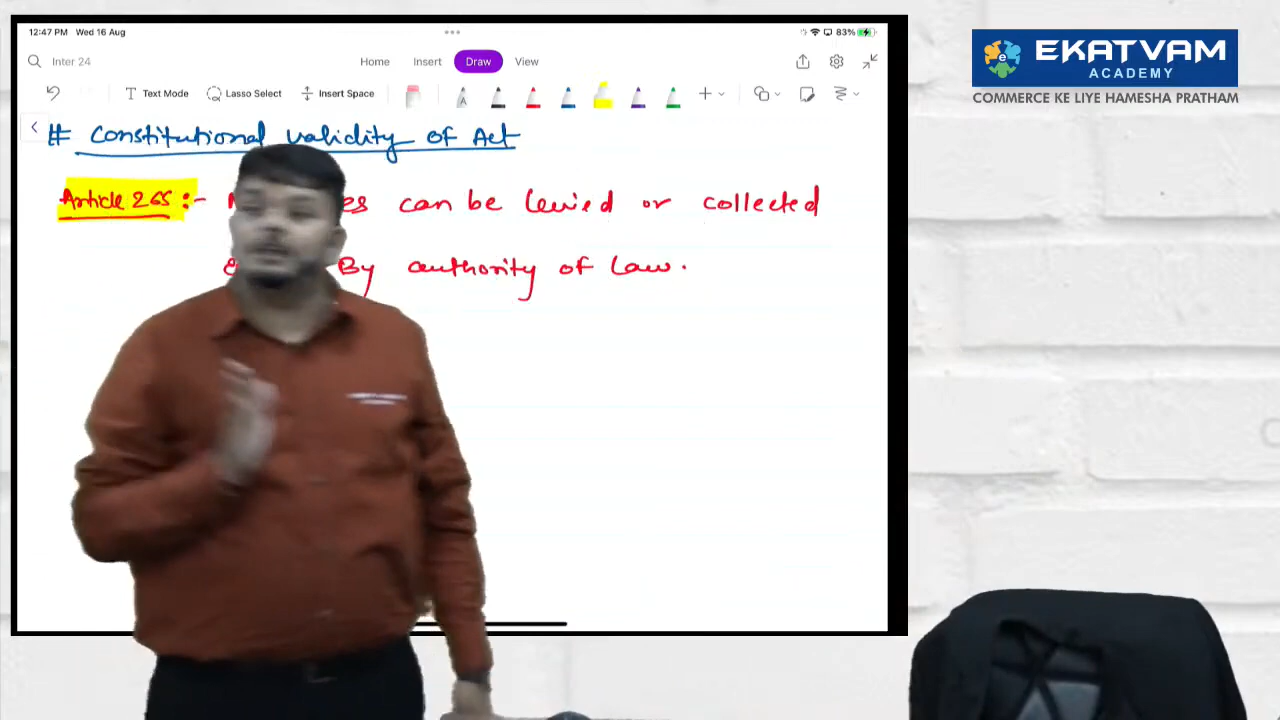 12:47 PM Wed 16 Aug
83%
EKATVAM
ACADEMY
COMMERCE KE LIYE HAMESHA PRATHAM
Inter 24
Home Insert Draw View
Text Mode Lasso Select Insert Space
# Constitutional validity of Act
Article 265 :- can be levied or collected
By authority of law.